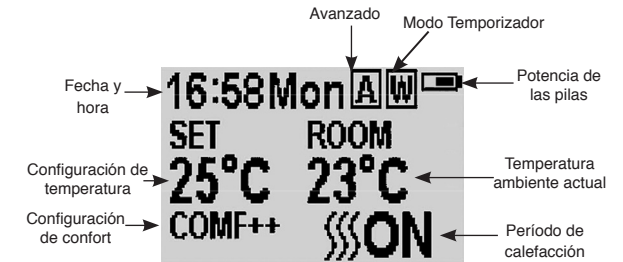 Avanzado
Modo Temporizador
Fecha y
hora
16:58Mon A W
Potencia de
las pilas
SET ROOM
Configuración de
temperatura
25°C 23°C
Temperatura
ambiente actual
Configuración
de confort
COMF++ ON
Período de
calefacción